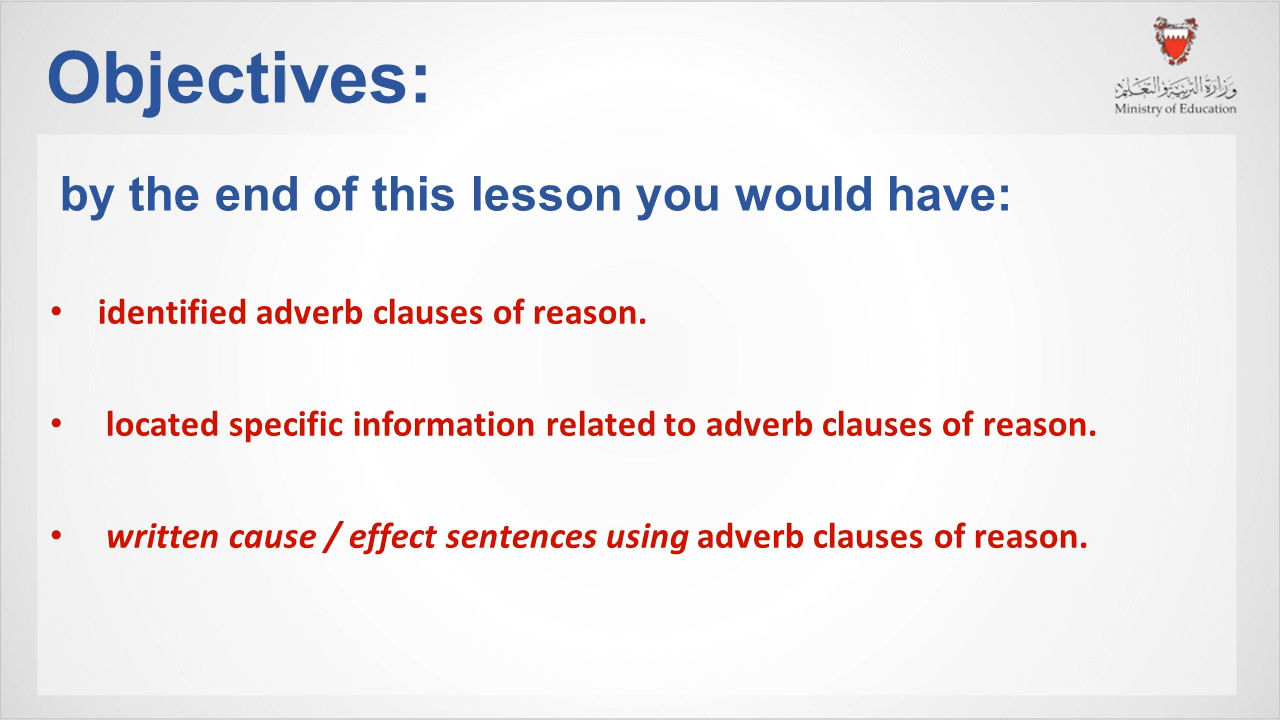 Objectives:
وزارة التربية والتعليم
Ministry of Education
by the end of this lesson you would have:
• identified adverb clauses of reason.
• located specific information related to adverb clauses of reason.
• written cause / effect sentences using adverb clauses of reason.